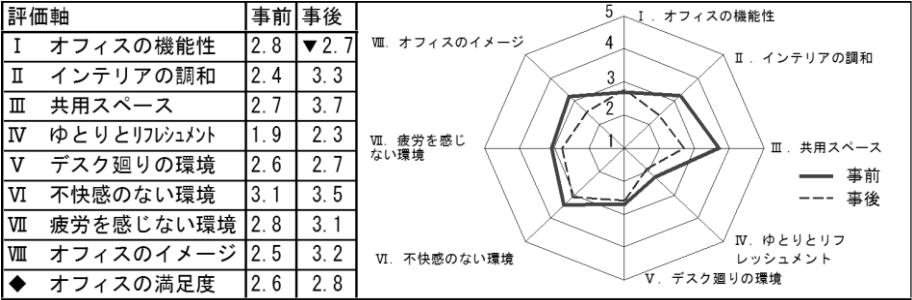 評価軸 事前 事後
Ⅰ オフィスの機能性 2.8 ▼2.7
Ⅱ インテリアの調和 2.4 3.3
Ⅲ 共用スペース 2.7 3.7
Ⅳ ゆとりとﾘﾌﾚｼｭﾒﾝﾄ 1.9 2.3
Ⅴ デスク廻りの環境 2.6 2.7
Ⅵ 不快感のない環境 3.1 3.5
Ⅶ 疲労を感じない環境 2.8 3.1
Ⅷ オフィスのイメージ 2.5 3.2
◆ オフィスの満足度 2.6 2.8
5
4
3
2
1
Ⅰ．オフィスの機能性
Ⅱ．インテリアの調和
Ⅲ．共用スペース
Ⅳ．ゆとりとリフ
レッシュメント
Ⅴ．デスク廻りの環境
Ⅵ．不快感のない環境
Ⅶ．疲労を感じ
ない環境
Ⅷ．オフィスのイメージ
事前
事後